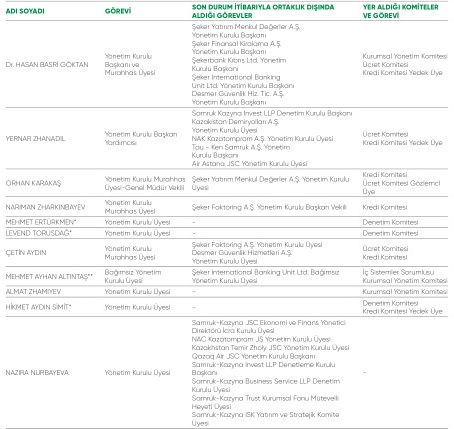 ADI SOYADI
GÖREVİ
SON DURUM İTİBARIYLA ORTAKLIK DIŞINDA
ALDIĞI GÖREVLER
YER ALDIĞI KOMİTELER
VE GÖREVİ
Dr. HASAN BASRİ GÖKTAN
Yönetim Kurulu
Başkanı ve
Murahhas Üyesi
Şeker Yatırım Menkul Değerler A.Ş.
Yönetim Kurulu Başkanı
Şeker Finansal Kiralama A.Ş.
Yönetim Kurulu Başkanı
Şekerbank Kıbrıs Ltd. Yönetim
Kurulu Başkanı
Şeker International Banking
Unit Ltd. Yönetim Kurulu Başkanı
Desmer Güvenlik Hiz. Tic. A.Ş.
Yönetim Kurulu Başkanı
Kurumsal Yönetim Komitesi
Ücret Komitesi
Kredi Komitesi Yedek Üye
YERNAR ZHANADIL
Yönetim Kurulu Başkan
Yardımcısı
Samruk Kazyna Invest LLP Denetim Kurulu Başkanı
Kazakistan Demiryolları A.Ş.
Yönetim Kurulu Üyesi
NAK Kazatomprom A.Ş. Yönetim Kurulu Üyesi
Tau - Ken Samruk A.Ş. Yönetim
Kurulu Başkanı
Air Astana JSC Yönetim Kurulu Üyesi
Ücret Komitesi
Kredi Komitesi Yedek Üye
ORHAN KARAKAŞ
Yönetim Kurulu Murahhas
Üyesi-Genel Müdür Vekili
Şeker Yatırım Menkul Değerler A.Ş. Yönetim Kurulu
Üyesi
Kredi Komitesi
Ücret Komitesi Gözlemci
Üye
NARIMAN ZHARKINBAYEV
Yönetim Kurulu
Murahhas Üyesi
Şeker Faktoring A.Ş. Yönetim Kurulu Başkan Vekili
Kredi Komitesi
MEHMET ERTÜRKMEN*
Yönetim Kurulu Üyesi
-
Denetim Komitesi
LEVEND TORUSDAĞ*
Yönetim Kurulu Üyesi
-
Denetim Komitesi
ÇETİN AYDIN
Yönetim Kurulu
Murahhas Üyesi
Şeker Faktoring A.Ş. Yönetim Kurulu Üyesi
Desmer Güvenlik Hizmetleri A.Ş.
Yönetim Kurulu Üyesi
Ücret Komitesi
Kredi Komitesi
MEHMET AYHAN ALTINTAŞ**
Bağımsız Yönetim
Kurulu Üyesi
Şeker International Banking Unit Ltd. Bağımsız
Yönetim Kurulu Üyesi
İç Sistemler Sorumlusu
Kurumsal Yönetim Komitesi
ALMAT ZHAMIYEV
Yönetim Kurulu Üyesi
-
Kurumsal Yönetim Komitesi
HİKMET AYDIN SİMİT*
Yönetim Kurulu Üyesi
-
Denetim Komitesi
Kredi Komitesi Yedek Üye
NAZIRA NURBAYEVA
Yönetim Kurulu Üyesi
Samruk-Kazyna JSC Ekonomi ve Finans Yönetici
Direktörü İcra Kurulu Üyesi
NAC Kazatomprom JS Yönetim Kurulu Üyesi
Kazakhstan Temir Zholy JSC Yönetim Kurulu Üyesi
Qazaq Air JSC Yönetim Kurulu Başkanı
Samruk-Kazyna Invest LLP Denetleme Kurulu
Başkanı
Samruk-Kazyna Business Service LLP Denetim
Kurulu Üyesi
Samruk-Kazyna Trust Kurumsal Fonu Mütevelli
Heyeti Üyesi
Samruk-Kazyna ISK Yatırım ve Stratejik Komite
Üyesi
-